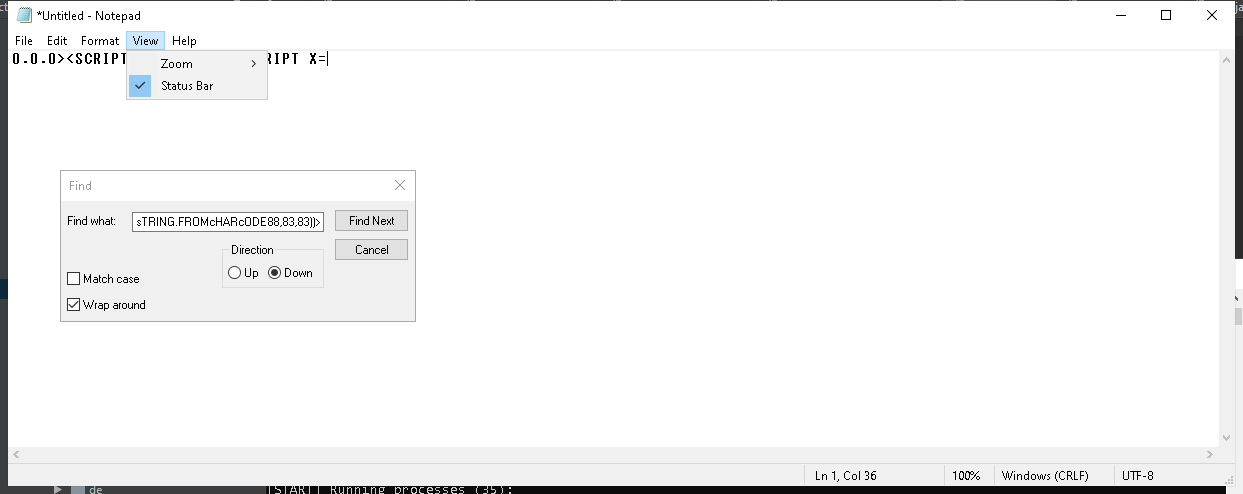 *Untitled - Notepad
File Edit Format View Help
0.0.0><SCRIPT RIPT X=
Zoom
Status Bar
Find
Find what: sTRING.FROMcHARcODE88,83,83))> Find Next
Direction Cancel
Up Down
Match case
Wrap around
Ln 1, Col 36 100% Windows (CRLF) UTF-8
de [START] Running processes (35):